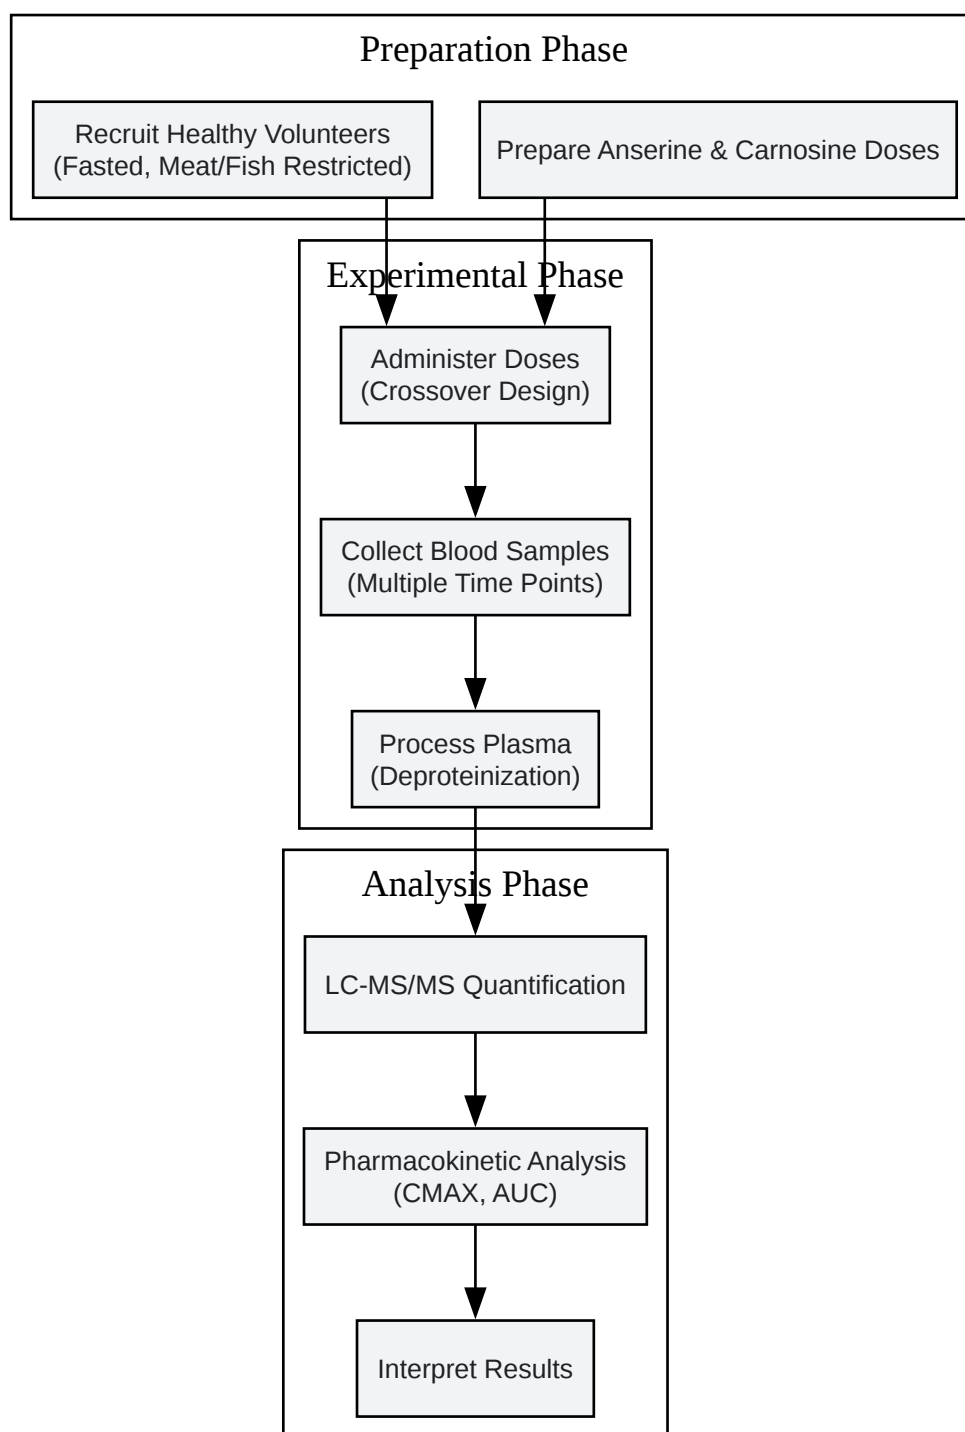 Preparation Phase
Recruit Healthy Volunteers
(Fasted, Meat/Fish Restricted)
Prepare Anserine & Carnosine Doses
Experimental Phase
Administer Doses
(Crossover Design)
Collect Blood Samples
(Multiple Time Points)
Process Plasma
(Deproteinization)
Analysis Phase
LC-MS/MS Quantification
Pharmacokinetic Analysis
(CMAX, AUC)
Interpret Results